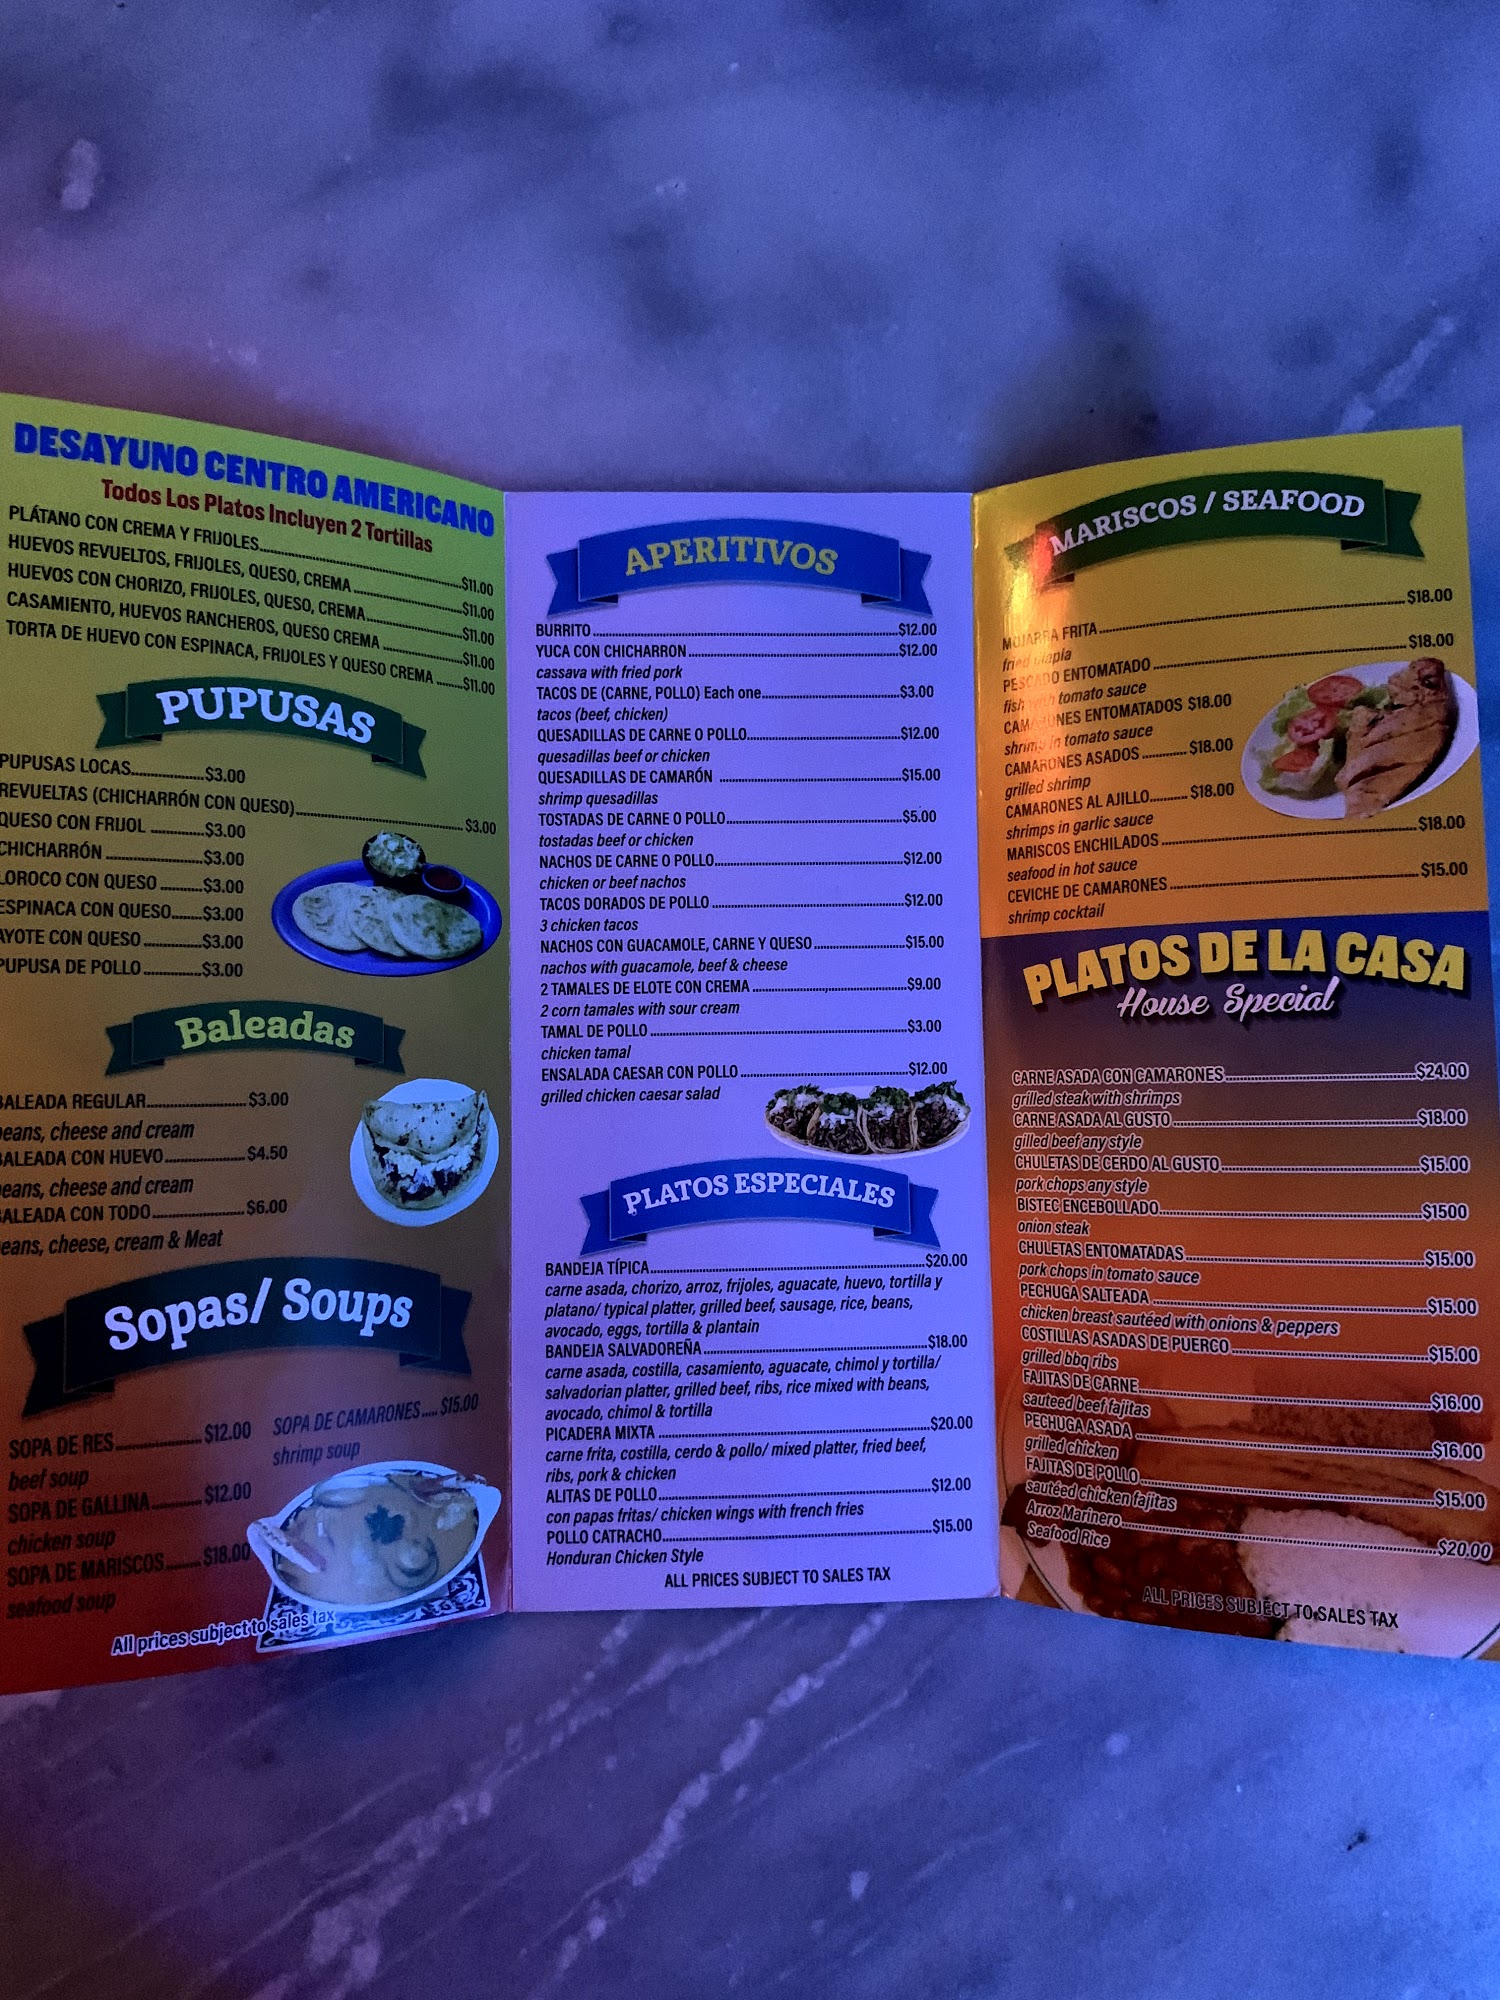 DESAYUNO CENTRO AMERICANO
Todos Los Platos Incluyen 2 Tortillas
PLÁTANO CON CREMA Y FRIJOLES $11.00
HUEVOS REVUELTOS, FRIJOLES, QUESO, CREMA $11.00
HUEVOS CON CHORIZO, FRIJOLES, QUESO, CREMA $11.00
CASAMIENTO, HUEVOS RANCHEROS, QUESO CREMA $11.00
TORTA DE HUEVO CON ESPINACA, FRIJOLES Y QUESO CREMA $11.00
PUPUSAS
PUPUSAS LOCAS $3.00
REVUELTAS (CHICHARRÓN CON QUESO) $3.00
QUESO CON FRIJOL $3.00
CHICHARRÓN $3.00
LOROCO CON QUESO $3.00
ESPINACA CON QUESO $3.00
AYOTE CON QUESO $3.00
PUPUSA DE POLLO $3.00
Baleadas
BALEADA REGULAR $3.00
beans, cheese and cream
BALEADA CON HUEVO $4.50
beans, cheese and cream
BALEADA CON TODO $6.00
beans, cheese, cream & Meat
Sopas/ Soups
SOPA DE RES $12.00
beef soup
SOPA DE GALLINA $12.00
chicken soup
SOPA DE MARISCOS $18.00
seafood soup
SOPA DE CAMARONES $15.00
shrimp soup
All prices subject to sales tax
APERITIVOS
BURRITO $12.00
YUCA CON CHICHARRON $12.00
cassava with fried pork
TACOS DE (CARNE, POLLO) Each one $3.00
tacos (beef, chicken)
QUESADILLAS DE CARNE O POLLO $12.00
quesadillas beef or chicken
QUESADILLAS DE CAMARÓN $15.00
shrimp quesadillas
TOSTADAS DE CARNE O POLLO $5.00
tostadas beef or chicken
NACHOS DE CARNE O POLLO $12.00
chicken or beef nachos
TACOS DORADOS DE POLLO $12.00
3 chicken tacos
NACHOS CON GUACAMOLE, CARNE Y QUESO $15.00
nachos with guacamole, beef & cheese
2 TAMALES DE ELOTE CON CREMA $9.00
2 corn tamales with sour cream
TAMAL DE POLLO $3.00
chicken tamal
ENSALADA CAESAR CON POLLO $12.00
grilled chicken caesar salad
PLATOS ESPECIALES
BANDEJA TÍPICA $20.00
carne asada, chorizo, arroz, frijoles, aguacate, huevo, tortilla y
platano/ typical platter, grilled beef, sausage, rice, beans,
avocado, eggs, tortilla & plantain
BANDEJA SALVADOREÑA $18.00
carne asada, costilla, casamiento, aguacate, chimol y tortilla/
salvadorian platter, grilled beef, ribs, rice mixed with beans,
avocado, chimol & tortilla
PICADERA MIXTA $20.00
carne frita, costilla, cerdo & pollo/ mixed platter, fried beef,
ribs, pork & chicken
ALITAS DE POLLO $12.00
con papas fritas/ chicken wings with french fries
POLLO CATRACHO $15.00
Honduran Chicken Style
ALL PRICES SUBJECT TO SALES TAX
MARISCOS / SEAFOOD
MOJARRA FRITA $18.00
fried tilapia
PESCADO ENTOMATADO $18.00
fish with tomato sauce
CAMARONES ENTOMATADOS $18.00
shrimp in tomato sauce
CAMARONES ASADOS $18.00
grilled shrimp
CAMARONES AL AJILLO $18.00
shrimps in garlic sauce
MARISCOS ENCHILADOS $18.00
seafood in hot sauce
CEVICHE DE CAMARONES $15.00
shrimp cocktail
PLATOS DE LA CASA
House Special
CARNE ASADA CON CAMARONES $24.00
grilled steak with shrimps
CARNE ASADA AL GUSTO $18.00
gilled beef any style
CHULETAS DE CERDO AL GUSTO $15.00
pork chops any style
BISTEC ENCEBOLLADO $1500
onion steak
CHULETAS ENTOMATADAS $15.00
pork chops in tomato sauce
PECHUGA SALTEADA $15.00
chicken breast sautéed with onions & peppers
COSTILLAS ASADAS DE PUERCO $15.00
grilled bbq ribs
FAJITAS DE CARNE $16.00
sauteed beef fajitas
PECHUGA ASADA $16.00
grilled chicken
FAJITAS DE POLLO $15.00
sautéed chicken fajitas
Arroz Marinero $20.00
Seafood Rice
ALL PRICES SUBJECT TO SALES TAX